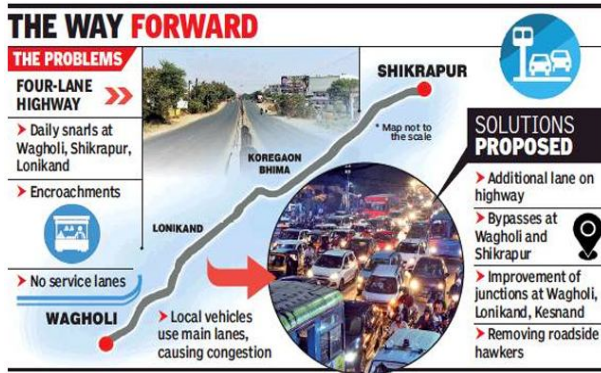 THE WAY FORWARD
THE PROBLEMS
FOUR-LANE
HIGHWAY
Daily snarls at
Wagholi, Shikrapur,
Lonikand
Encroachments
No service lanes
SHIKRAPUR
* Map not to
the scale
KOREGAON
BHIMA
LONIKAND
WAGHOLI
Local vehicles
use main lanes,
causing congestion
SOLUTIONS
PROPOSED
Additional lane on
highway
Bypasses at
Wagholi and
Shikrapur
Improvement of
junctions at Wagholi,
Lonikand, Kesnand
Removing roadside
hawkers